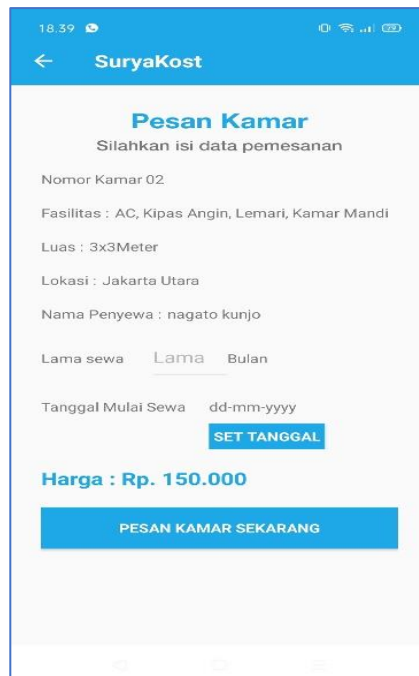 18.39
SuryaKost
Pesan Kamar
Silahkan isi data pemesanan
Nomor Kamar 02
Fasilitas : AC, Kipas Angin, Lemari, Kamar Mandi
Luas : 3x3Meter
Lokasi : Jakarta Utara
Nama Penyewa : nagato kunjo
Lama sewa Lama Bulan
Tanggal Mulai Sewa dd-mm-yyyy
SET TANGGAL
Harga : Rp. 150.000
PESAN KAMAR SEKARANG